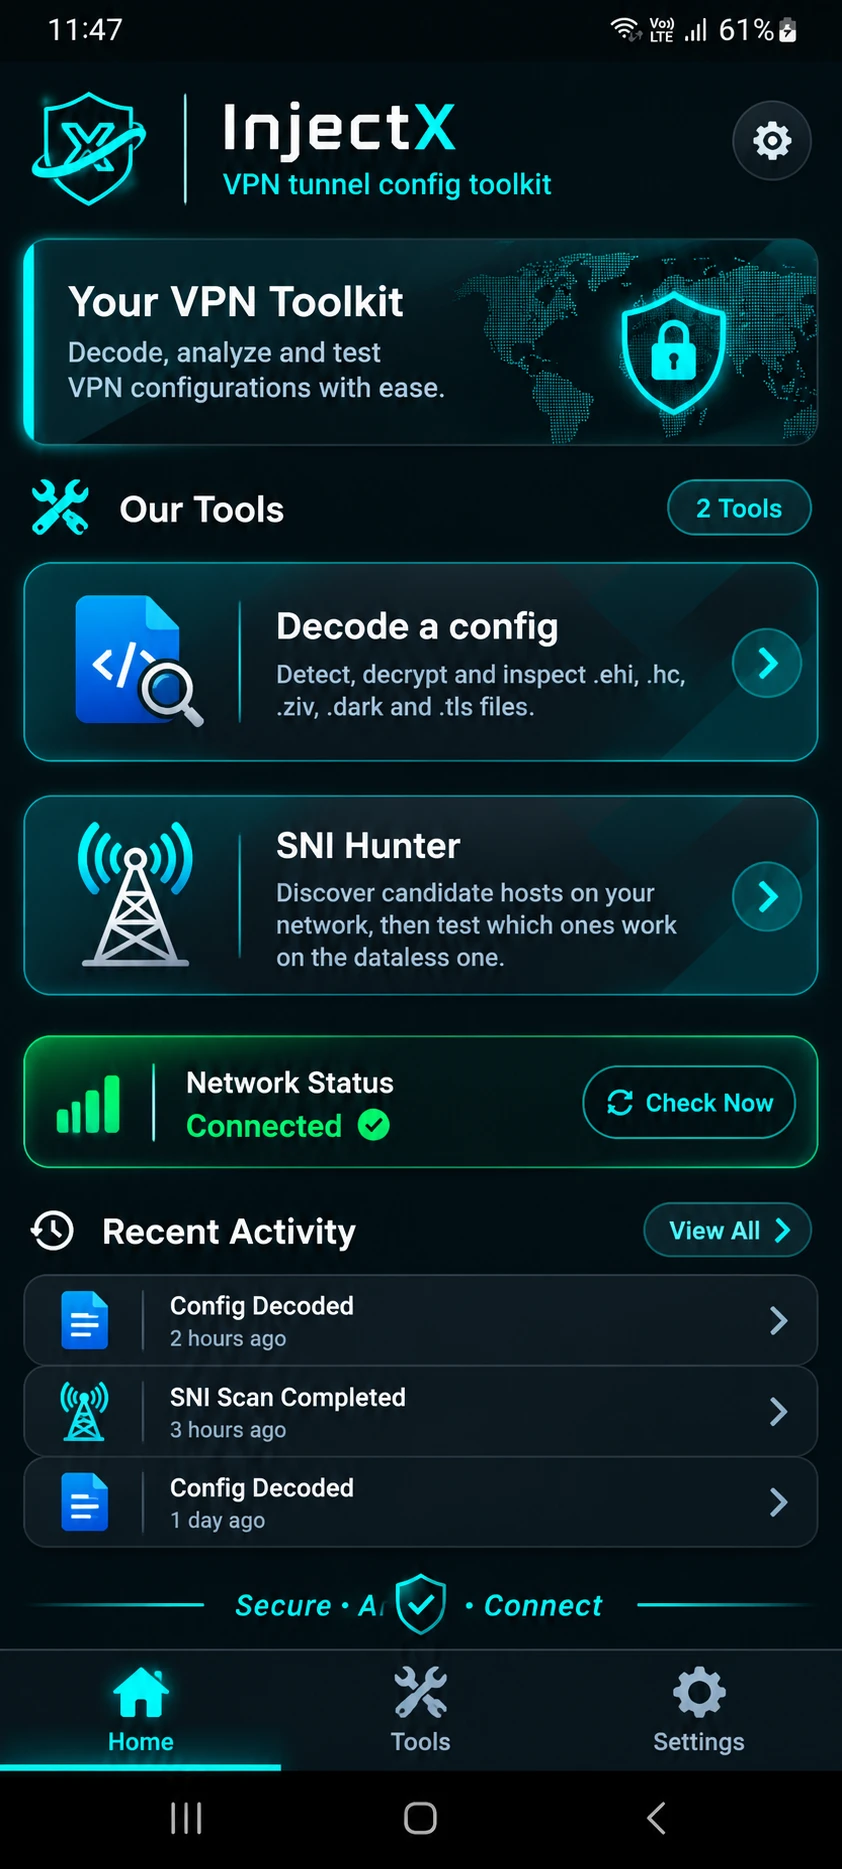 11:47
Vo))
LTE
61%
X
InjectX
VPN tunnel config toolkit
Your VPN Toolkit
Decode, analyze and test
VPN configurations with ease.
Our Tools
2 Tools
</>
Decode a config
Detect, decrypt and inspect .ehi, .hc,
.ziv, .dark and .tls files.
SNI Hunter
Discover candidate hosts on your
network, then test which ones work
on the dataless one.
Network Status
Connected
Check Now
Recent Activity
View All
Config Decoded
2 hours ago
SNI Scan Completed
3 hours ago
Config Decoded
1 day ago
Secure • • Connect
Home
Tools
Settings